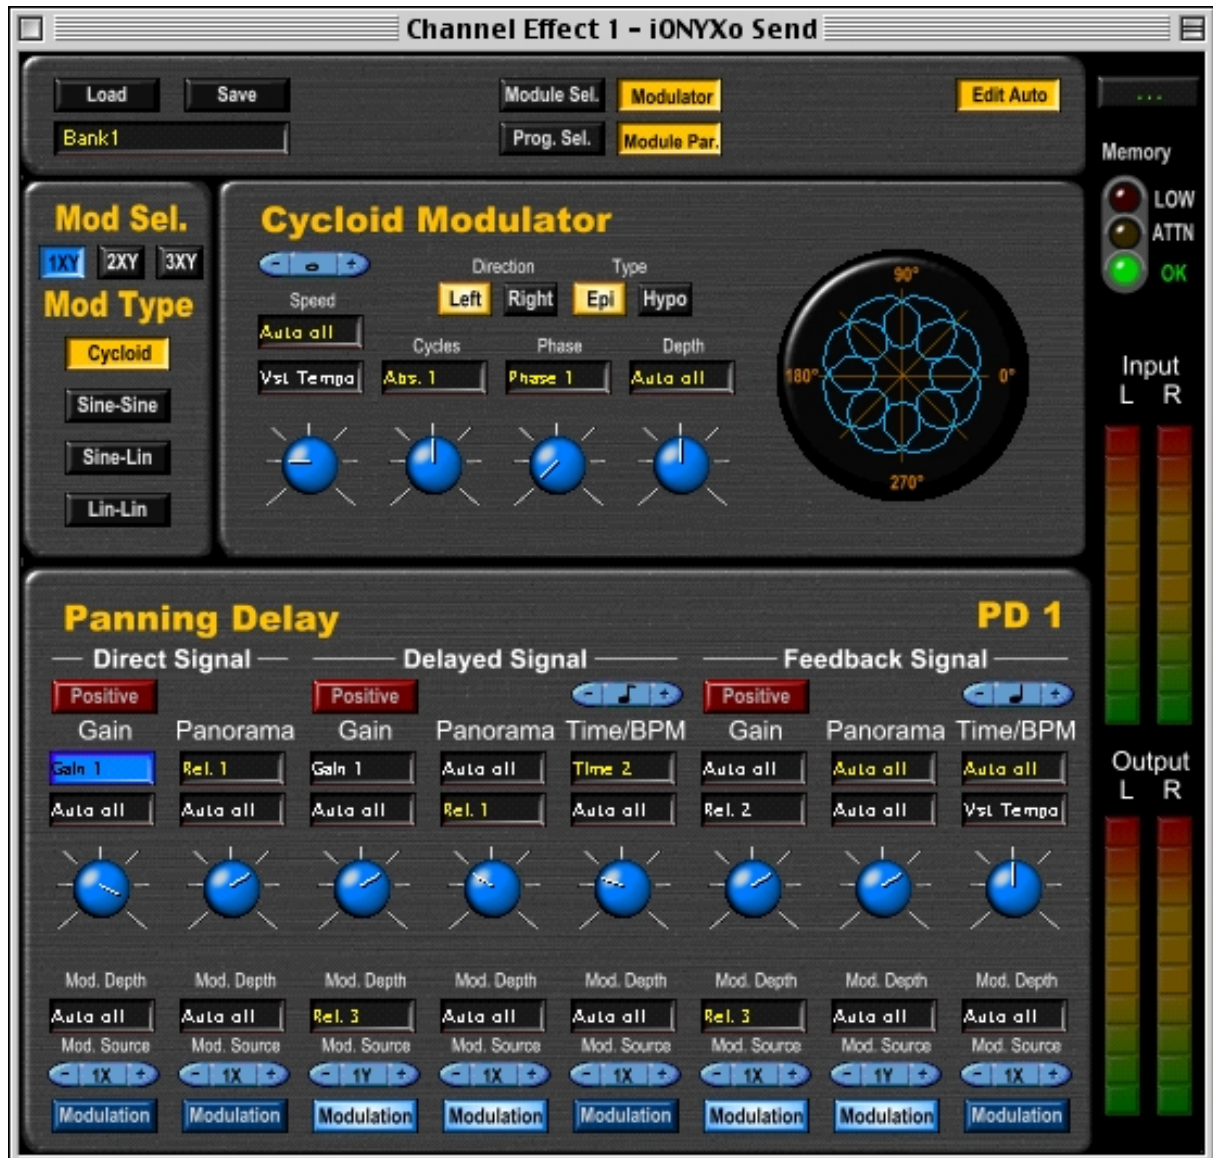 Channel Effect 1 – iONYXo Send
Load Save Module Sel. Modulator Edit Auto ...
Bank1 Prog. Sel. Module Par.
Memory
LOW
ATTN
OK
Mod Sel.
1XY 2XY 3XY
Mod Type
Cycloid
Sine-Sine
Sine-Lin
Lin-Lin
Cycloid Modulator
- o +
Direction Type
Speed Left Right Epi Hypo
Auto all
Cycles Phase Depth
Vst Tempo Abs. 1 Phase 1 Auto all
90°
180° 0°
270°
Input
L R
Panning Delay PD 1
Direct Signal Delayed Signal Feedback Signal
Positive Positive - ♪ + Positive - ♩ +
Gain Panorama Gain Panorama Time/BPM Gain Panorama Time/BPM
Gain 1 Rel. 1 Gain 1 Auto all Time 2 Auto all Auto all Auto all
Auto all Auto all Auto all Rel. 1 Auto all Rel. 2 Auto all Vst Tempo
Output
L R
Mod. Depth Mod. Depth Mod. Depth Mod. Depth Mod. Depth Mod. Depth Mod. Depth Mod. Depth
Auto all Auto all Rel. 3 Auto all Auto all Rel. 3 Auto all Auto all
Mod. Source Mod. Source Mod. Source Mod. Source Mod. Source Mod. Source Mod. Source Mod. Source
- 1X + - 1X + - 1Y + - 1X + - 1X + - 1X + - 1Y + - 1X +
Modulation Modulation Modulation Modulation Modulation Modulation Modulation Modulation